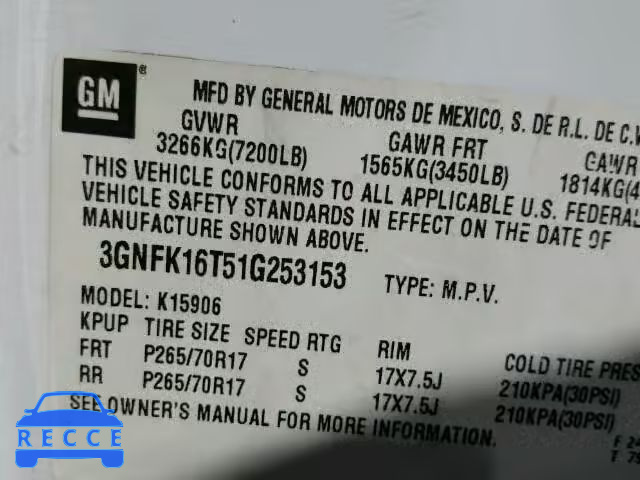 GM®
MFD BY GENERAL MOTORS DE MEXICO, S. DE R.L. DE C.V
GVWR GAWR FRT GAWR
3266KG(7200LB) 1565KG(3450LB) 1814KG(4
THIS VEHICLE CONFORMS TO ALL APPLICABLE U.S. FEDERAL
VEHICLE SAFETY STANDARDS IN EFFECT ON THE DATE OF
MANUFACTURE SHOWN ABOVE.
3GNFK16T51G253153 TYPE: M.P.V.
MODEL: K15906
KPUP TIRE SIZE SPEED RTG RIM COLD TIRE PRES
FRT P265/70R17 S 17X7.5J 210KPA(30PSI)
RR P265/70R17 S 17X7.5J 210KPA(30PSI)
SEE OWNER'S MANUAL FOR MORE INFORMATION.
F 24
T 79
RECCE